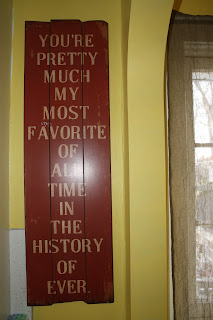 YOU'RE
PRETTY
MUCH
MY
MOST
FAVORITE
OF
ALL
TIME
IN
THE
HISTORY
OF
EVER.